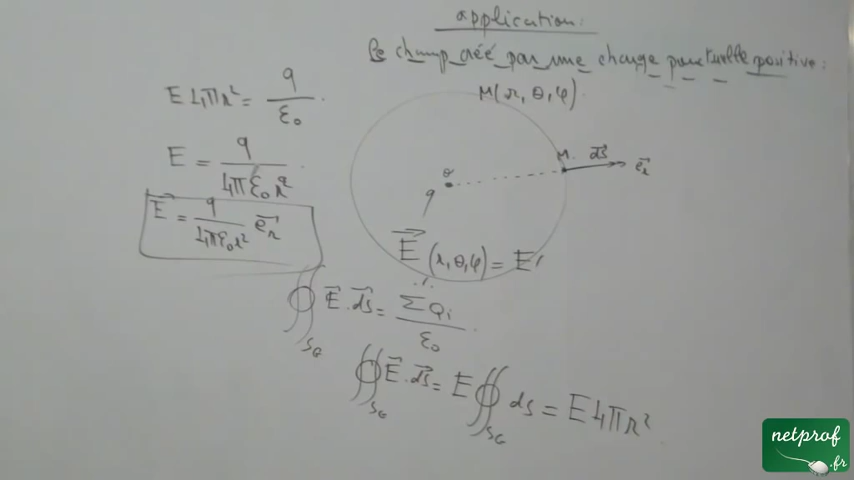 application:
Le champ créé par une charge ponctuelle positive:
M(r, θ, φ).
E 4πr² = q/ε₀.
M. dS⃗ e⃗r
E = q/4πε₀r².
q
E⃗ = q/4πε₀r² e⃗r
E⃗(r, θ, φ) =
∯SG E⃗.dS⃗ = ΣQi/ε₀.
∯SG E⃗.dS⃗ = E ∯SG dS = E 4πr²
netprof
.fr